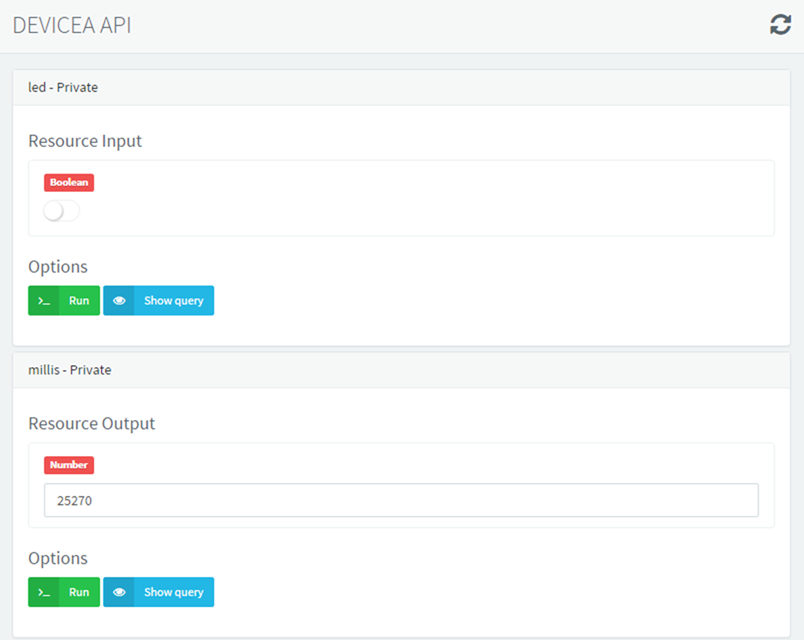 DEVICEA API
led - Private
Resource Input
Boolean
Options
>_ Run Show query
millis - Private
Resource Output
Number
25270
Options
>_ Run Show query